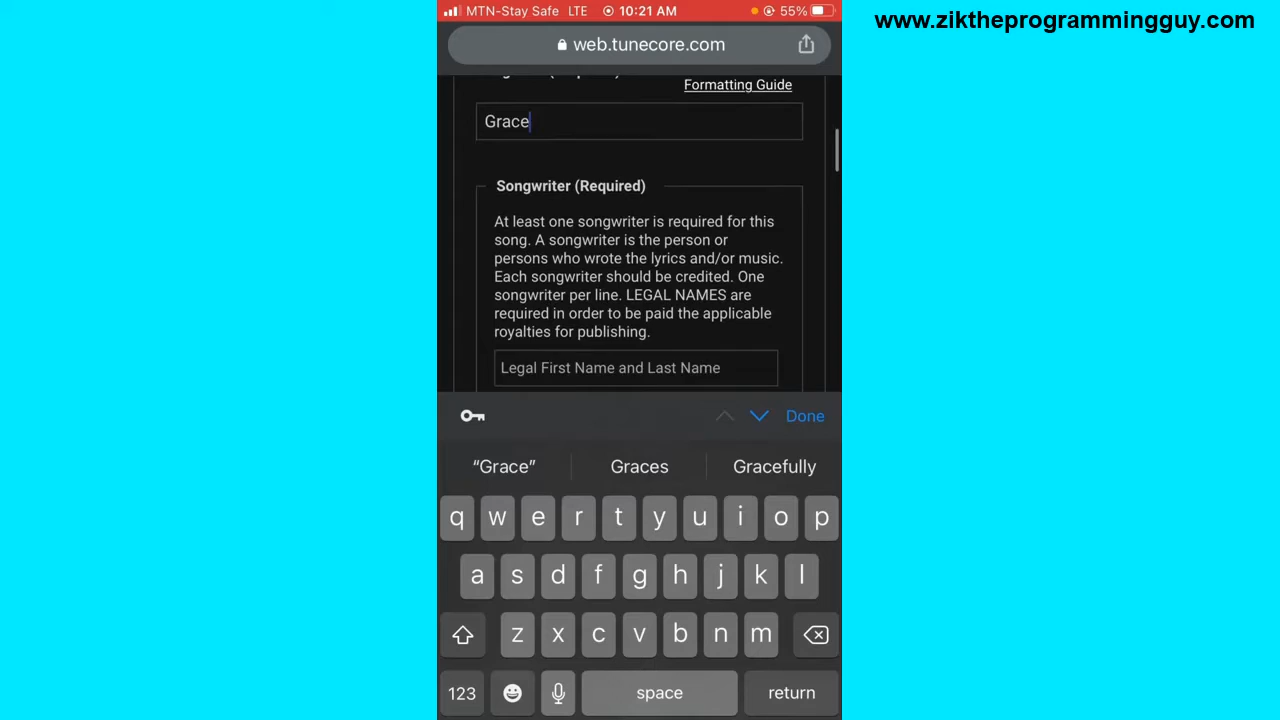 MTN-Stay Safe LTE 10:21 AM 55%
www.ziktheprogrammingguy.com
web.tunecore.com
Formatting Guide
Grace
Songwriter (Required)
At least one songwriter is required for this
song. A songwriter is the person or
persons who wrote the lyrics and/or music.
Each songwriter should be credited. One
songwriter per line. LEGAL NAMES are
required in order to be paid the applicable
royalties for publishing.
Legal First Name and Last Name
Done
“Grace” Graces Gracefully
q w e r t y u i o p
a s d f g h j k l
z x c v b n m
123 space return